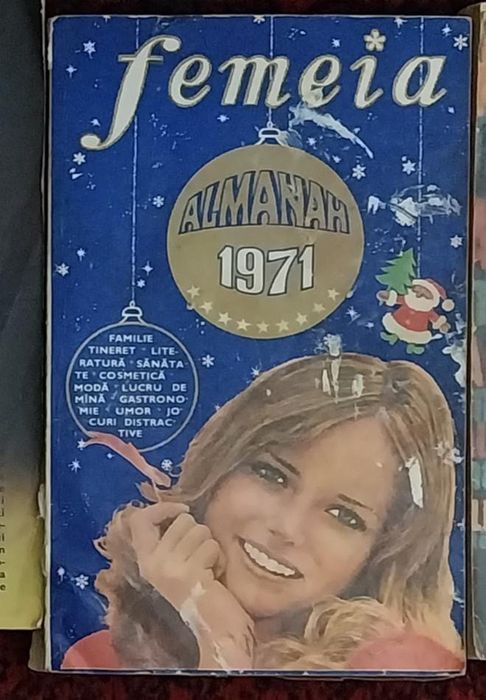 femeia
ALMANAH
1971
FAMILIE
TINERET * LITE-
RATURĂ * SĂNĂTA-
TE * COSMETICĂ *
MODĂ * LUCRU DE
MÎNĂ * GASTRONO-
MIE * UMOR * JO-
CURI DISTRAC-
TIVE